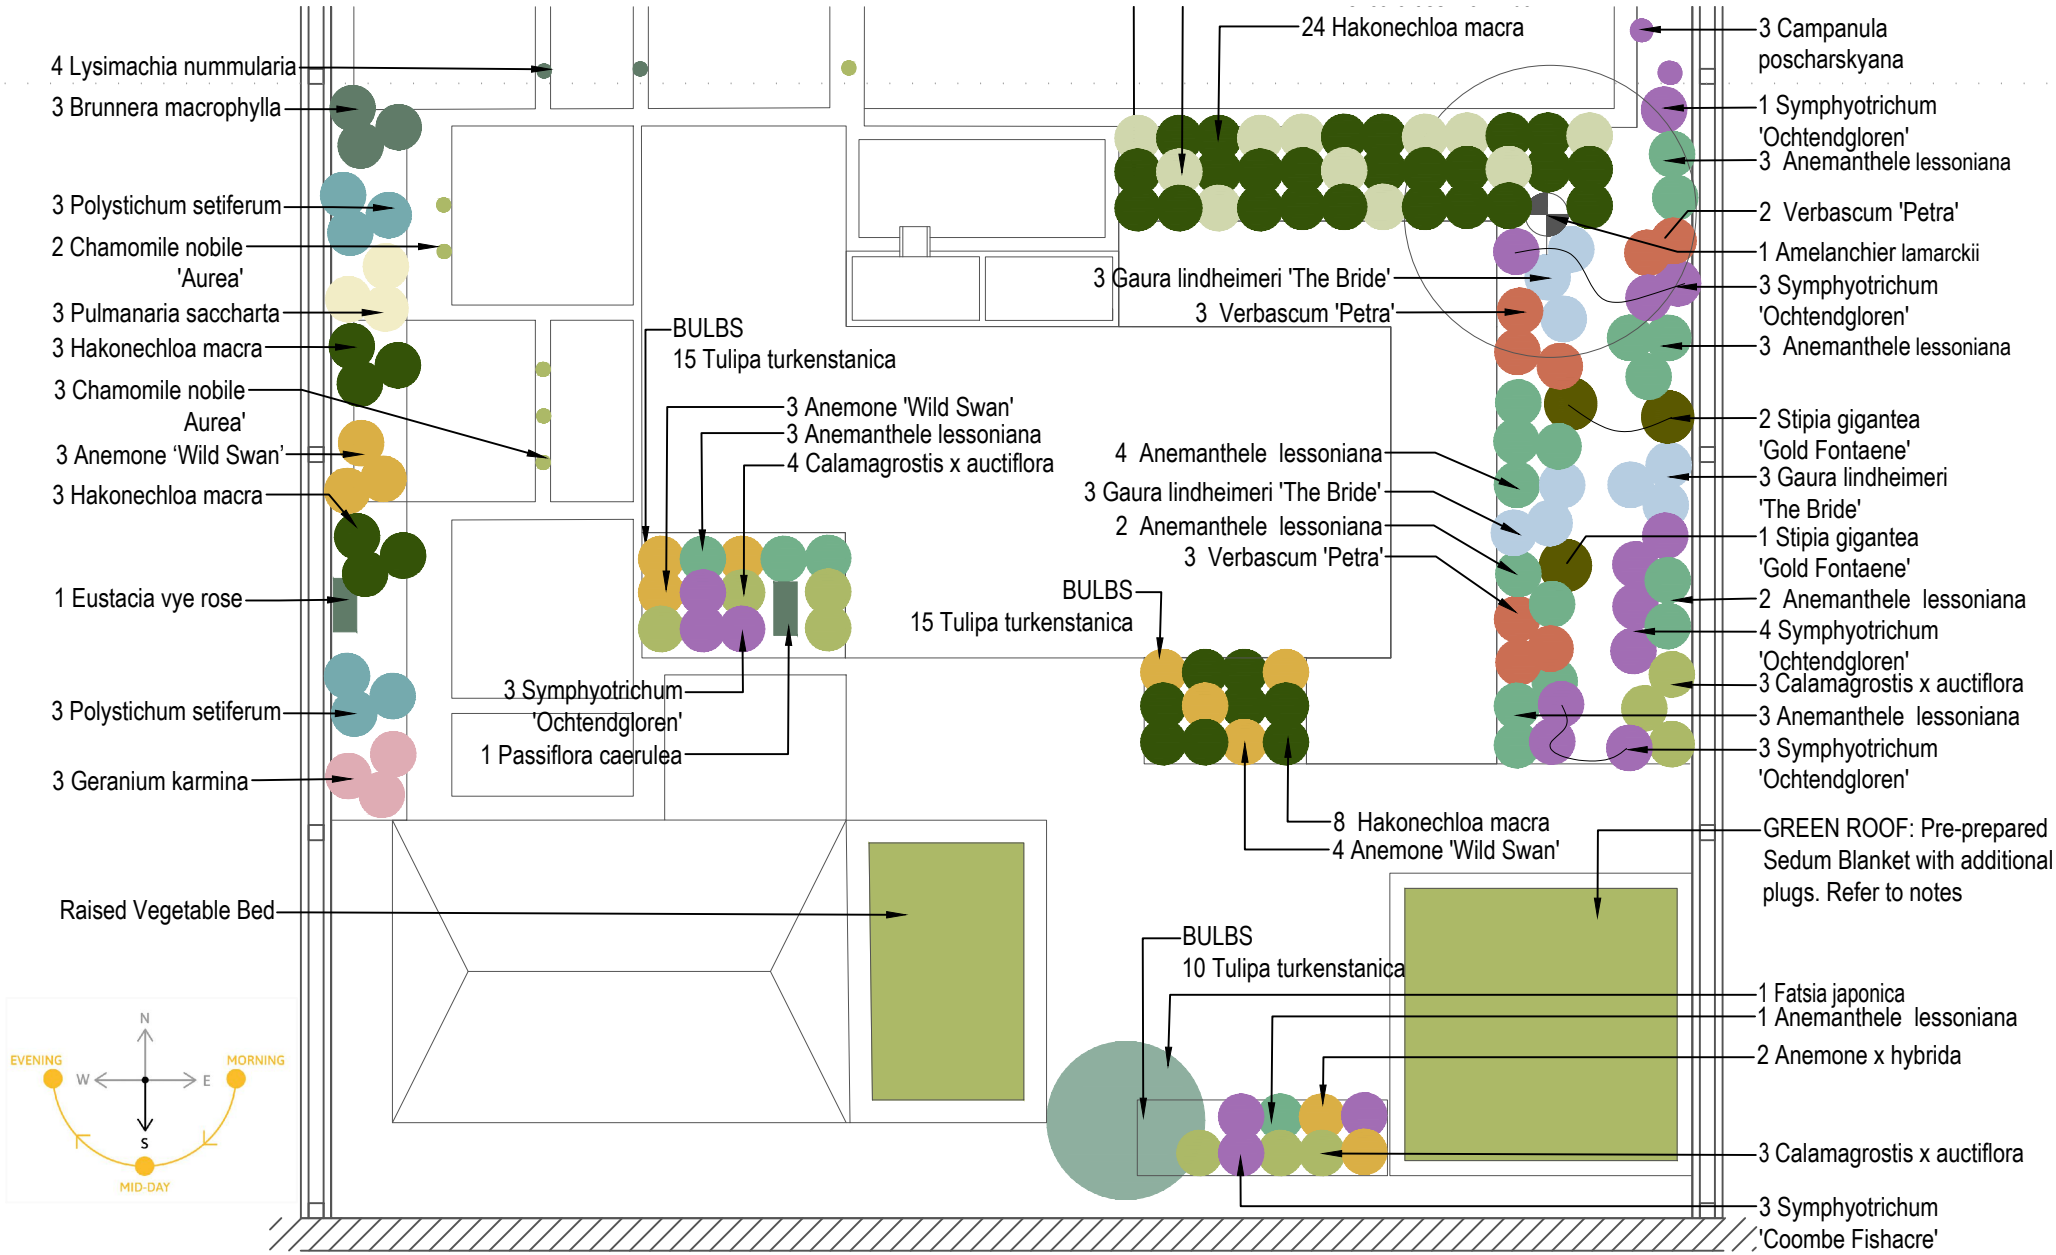 4 Lysimachia nummularia
3 Brunnera macrophylla
3 Polystichum setiferum
2 Chamomile nobile
'Aurea'
3 Pulmanaria saccharta
3 Hakonechloa macra
3 Chamomile nobile
Aurea'
3 Anemone ‘Wild Swan’
3 Hakonechloa macra
1 Eustacia vye rose
3 Polystichum setiferum
3 Geranium karmina
Raised Vegetable Bed
N
EVENING
MORNING
W
E
S
MID-DAY
BULBS
15 Tulipa turkenstanica
3 Anemone 'Wild Swan'
3 Anemanthele lessoniana
4 Calamagrostis x auctiflora
3 Symphyotrichum
'Ochtendgloren'
1 Passiflora caerulea
24 Hakonechloa macra
3 Gaura lindheimeri 'The Bride'
3 Verbascum 'Petra'
4 Anemanthele lessoniana
3 Gaura lindheimeri 'The Bride'
2 Anemanthele lessoniana
3 Verbascum 'Petra'
BULBS
15 Tulipa turkenstanica
8 Hakonechloa macra
4 Anemone 'Wild Swan'
BULBS
10 Tulipa turkenstanica
3 Campanula
poscharskyana
1 Symphyotrichum
'Ochtendgloren'
3 Anemanthele lessoniana
2 Verbascum 'Petra'
1 Amelanchier lamarckii
3 Symphyotrichum
'Ochtendgloren'
3 Anemanthele lessoniana
2 Stipia gigantea
'Gold Fontaene'
3 Gaura lindheimeri
'The Bride'
1 Stipia gigantea
'Gold Fontaene'
2 Anemanthele lessoniana
4 Symphyotrichum
'Ochtendgloren'
3 Calamagrostis x auctiflora
3 Anemanthele lessoniana
3 Symphyotrichum
'Ochtendgloren'
GREEN ROOF: Pre-prepared
Sedum Blanket with additional
plugs. Refer to notes
1 Fatsia japonica
1 Anemanthele lessoniana
2 Anemone x hybrida
3 Calamagrostis x auctiflora
3 Symphyotrichum
'Coombe Fishacre'